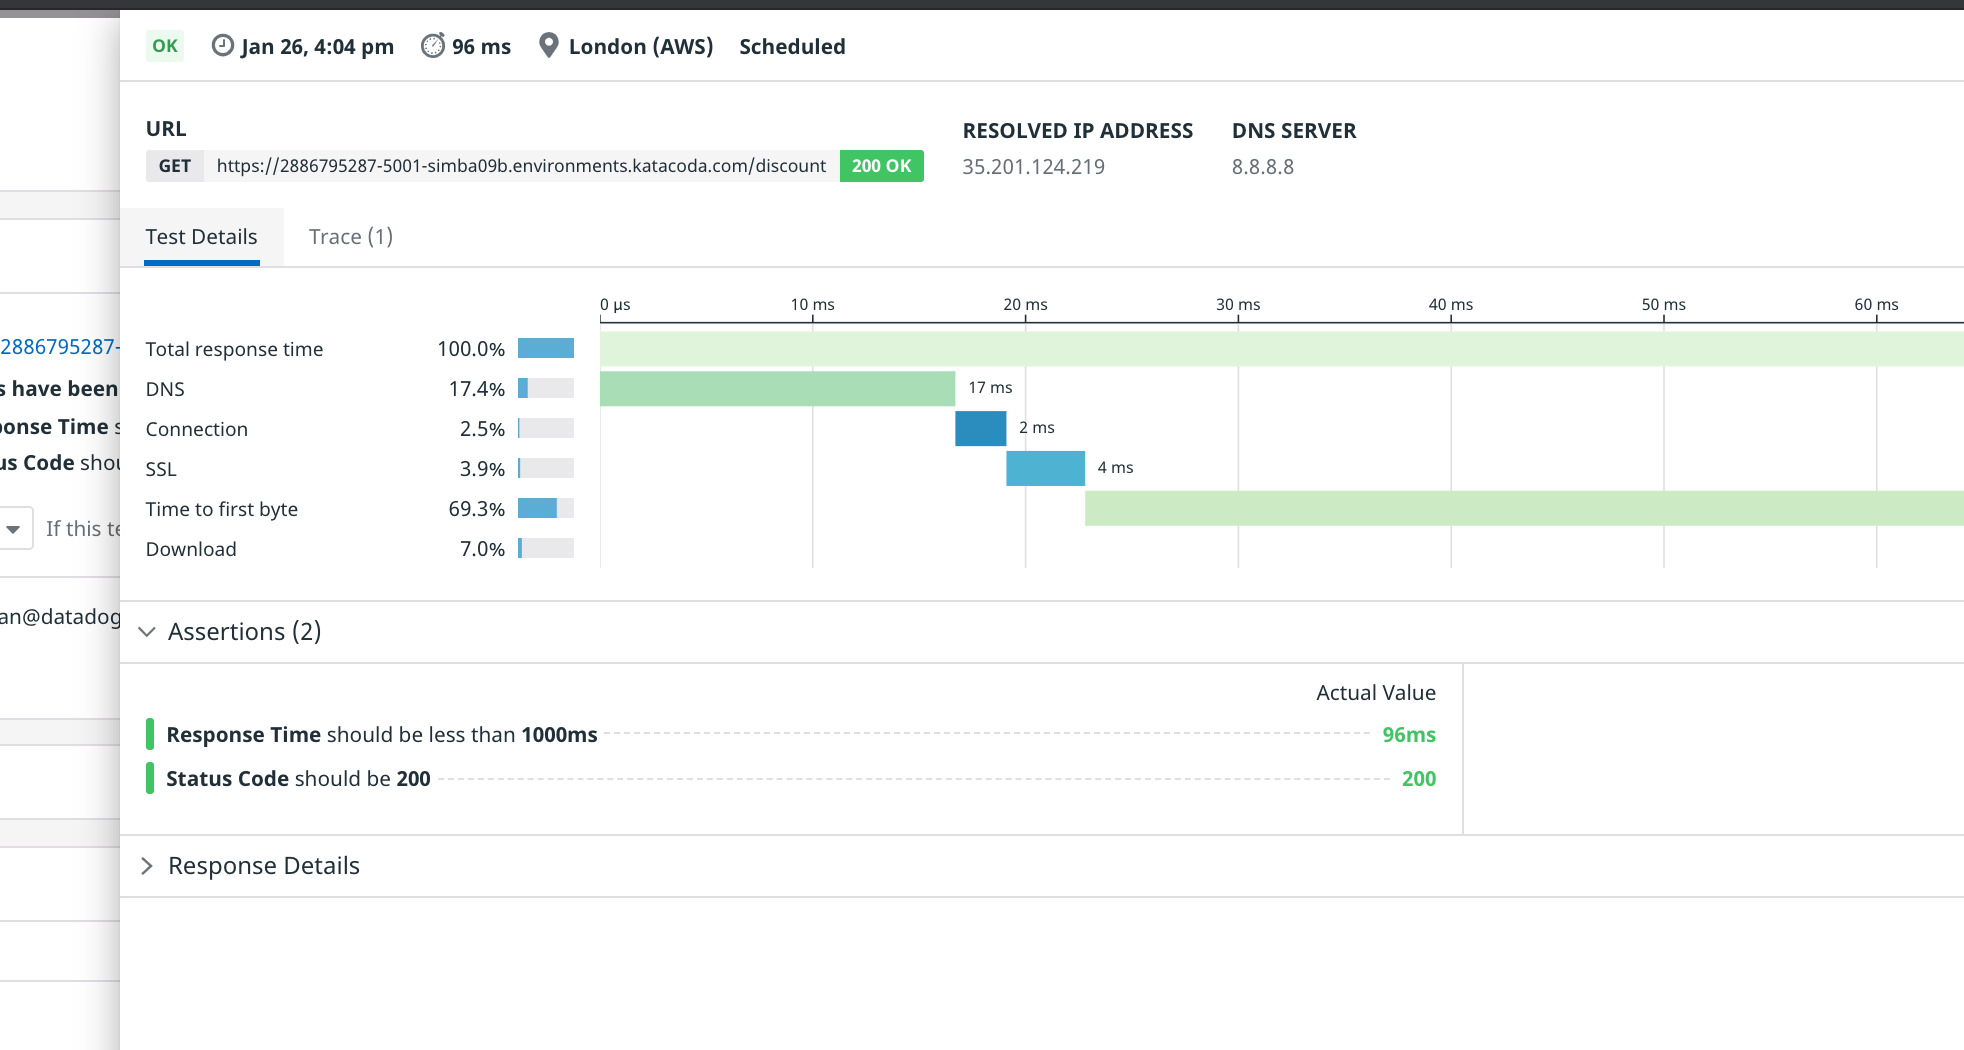 OK Jan 26, 4:04 pm 96 ms London (AWS) Scheduled
URL RESOLVED IP ADDRESS DNS SERVER
GET https://2886795287-5001-simba09b.environments.katacoda.com/discount 200 OK 35.201.124.219 8.8.8.8
Test Details Trace (1)
0 µs 10 ms 20 ms 30 ms 40 ms 50 ms 60 ms
Total response time 100.0%
DNS 17.4% 17 ms
Connection 2.5% 2 ms
SSL 3.9% 4 ms
Time to first byte 69.3%
Download 7.0%
Assertions (2)
Actual Value
Response Time should be less than 1000ms 96ms
Status Code should be 200 200
Response Details
2886795287-
s have been
onse Time s
us Code shou
If this te
an@datadog